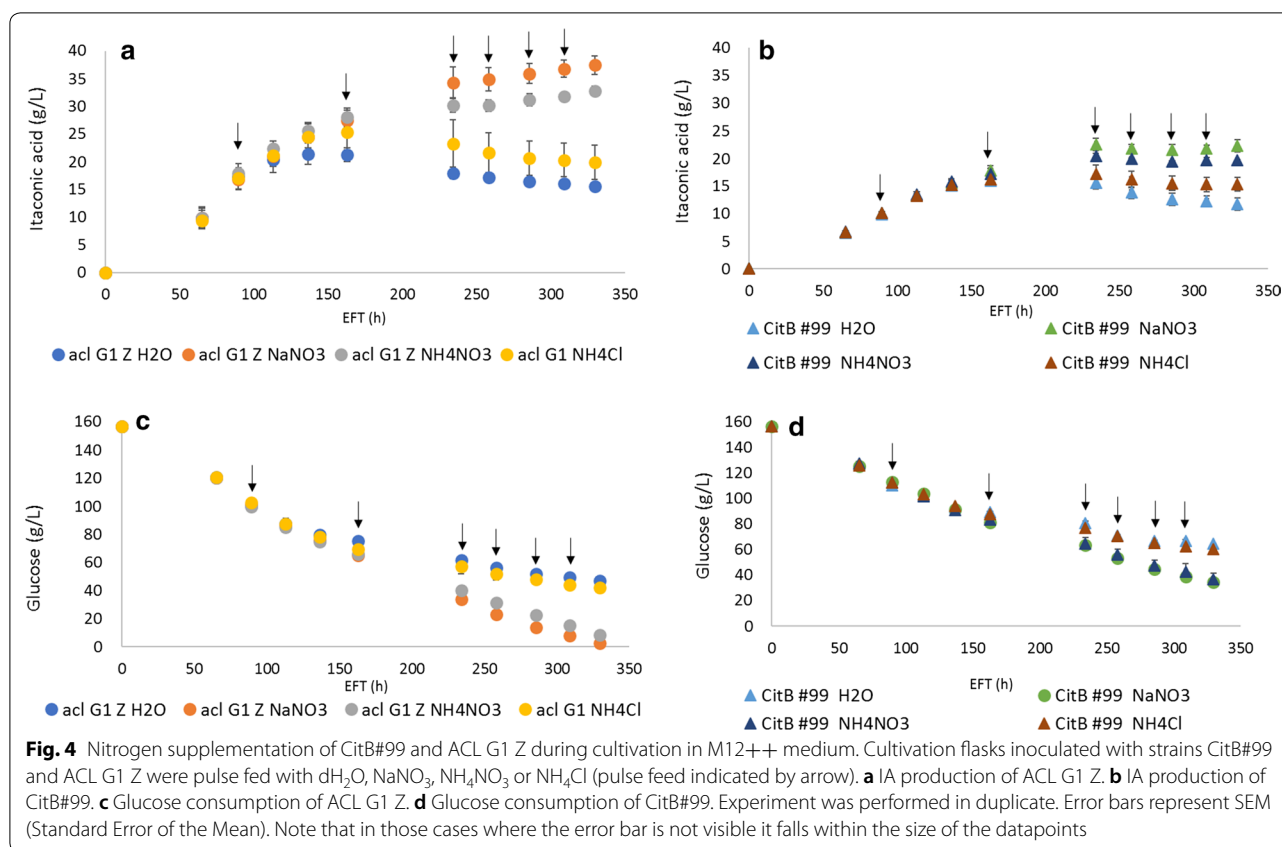 a
Itaconic acid (g/L)
40
35
30
25
20
15
10
5
0
0 50 100 150 200 250 300 350
EFT (h)
acl G1 Z H2O acl G1 Z NaNO3 acl G1 Z NH4NO3 acl G1 NH4Cl
b
Itaconic acid (g/L)
40
35
30
25
20
15
10
5
0
0 50 100 150 200 250 300 350
EFT (h)
CitB #99 H2O CitB #99 NaNO3
CitB #99 NH4NO3 CitB #99 NH4Cl
c
Glucose (g/L)
160
140
120
100
80
60
40
20
0
0 50 100 150 200 250 300 350
EFT (h)
acl G1 Z H2O acl G1 Z NaNO3 acl G1 Z NH4NO3 acl G1 NH4Cl
d
Glucose (g/L)
160
140
120
100
80
60
40
20
0
0 50 100 150 200 250 300 350
EFT (h)
CitB #99 H2O CitB #99 NaNO3
CitB #99 NH4NO3 CitB #99 NH4Cl
Fig. 4 Nitrogen supplementation of CitB#99 and ACL G1 Z during cultivation in M12++ medium. Cultivation flasks inoculated with strains CitB#99
and ACL G1 Z were pulse fed with dH₂O, NaNO₃, NH₄NO₃ or NH₄Cl (pulse feed indicated by arrow). a IA production of ACL G1 Z. b IA production of
CitB#99. c Glucose consumption of ACL G1 Z. d Glucose consumption of CitB#99. Experiment was performed in duplicate. Error bars represent SEM
(Standard Error of the Mean). Note that in those cases where the error bar is not visible it falls within the size of the datapoints